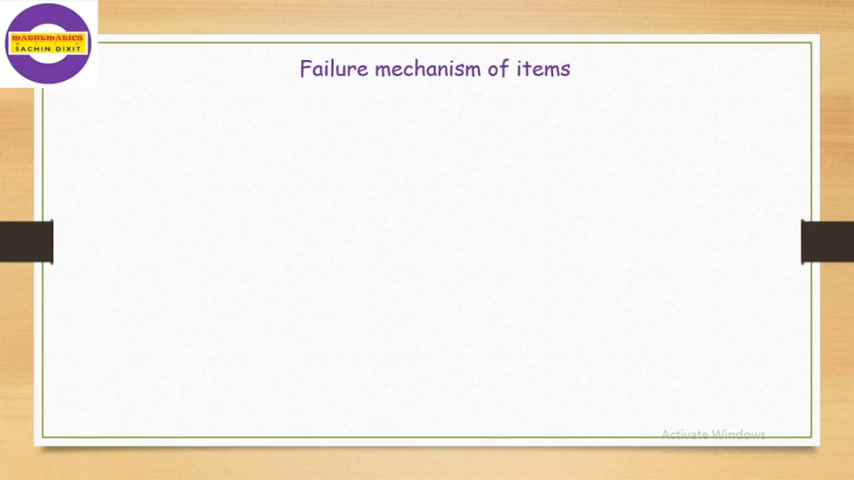 MATHEMATICS
SACHIN DIXIT
Failure mechanism of items
Activate Windows